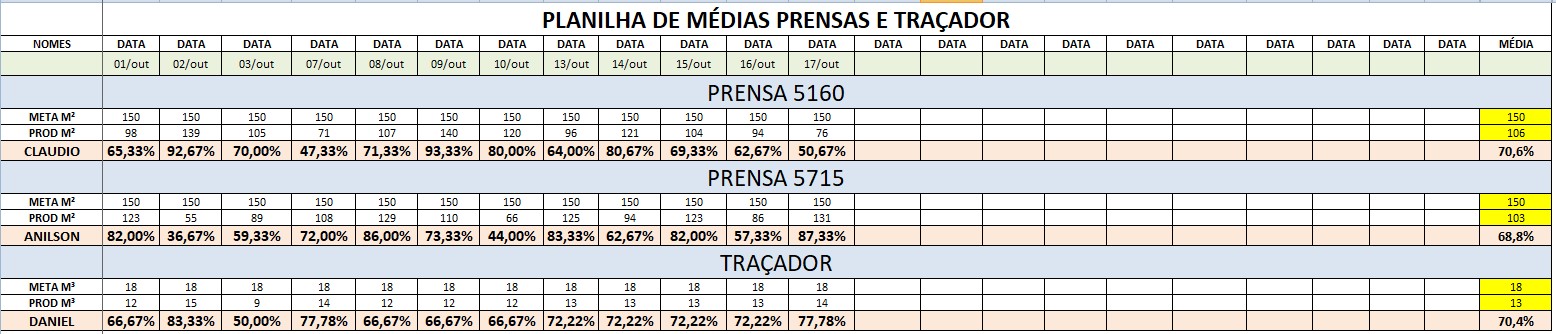 PLANILHA DE MÉDIAS PRENSAS E TRAÇADOR
NOMES DATA DATA DATA DATA DATA DATA DATA DATA DATA DATA DATA DATA DATA DATA DATA DATA DATA DATA DATA DATA DATA MÉDIA
01/out 02/out 03/out 07/out 08/out 09/out 10/out 13/out 14/out 15/out 16/out 17/out
PRENSA 5160
META M² 150 150 150 150 150 150 150 150 150 150 150 150 150
PROD M² 98 139 105 71 107 140 120 96 121 104 94 76 106
CLAUDIO 65,33% 92,67% 70,00% 47,33% 71,33% 93,33% 80,00% 64,00% 80,67% 69,33% 62,67% 50,67% 70,6%
PRENSA 5715
META M² 150 150 150 150 150 150 150 150 150 150 150 150 150
PROD M² 123 55 89 108 129 110 66 125 94 123 86 131 103
ANILSON 82,00% 36,67% 59,33% 72,00% 86,00% 73,33% 44,00% 83,33% 62,67% 82,00% 57,33% 87,33% 68,8%
TRAÇADOR
META M³ 18 18 18 18 18 18 18 18 18 18 18 18 18
PROD M³ 12 15 9 14 12 12 12 13 13 13 13 14 13
DANIEL 66,67% 83,33% 50,00% 77,78% 66,67% 66,67% 66,67% 72,22% 72,22% 72,22% 72,22% 77,78% 70,4%